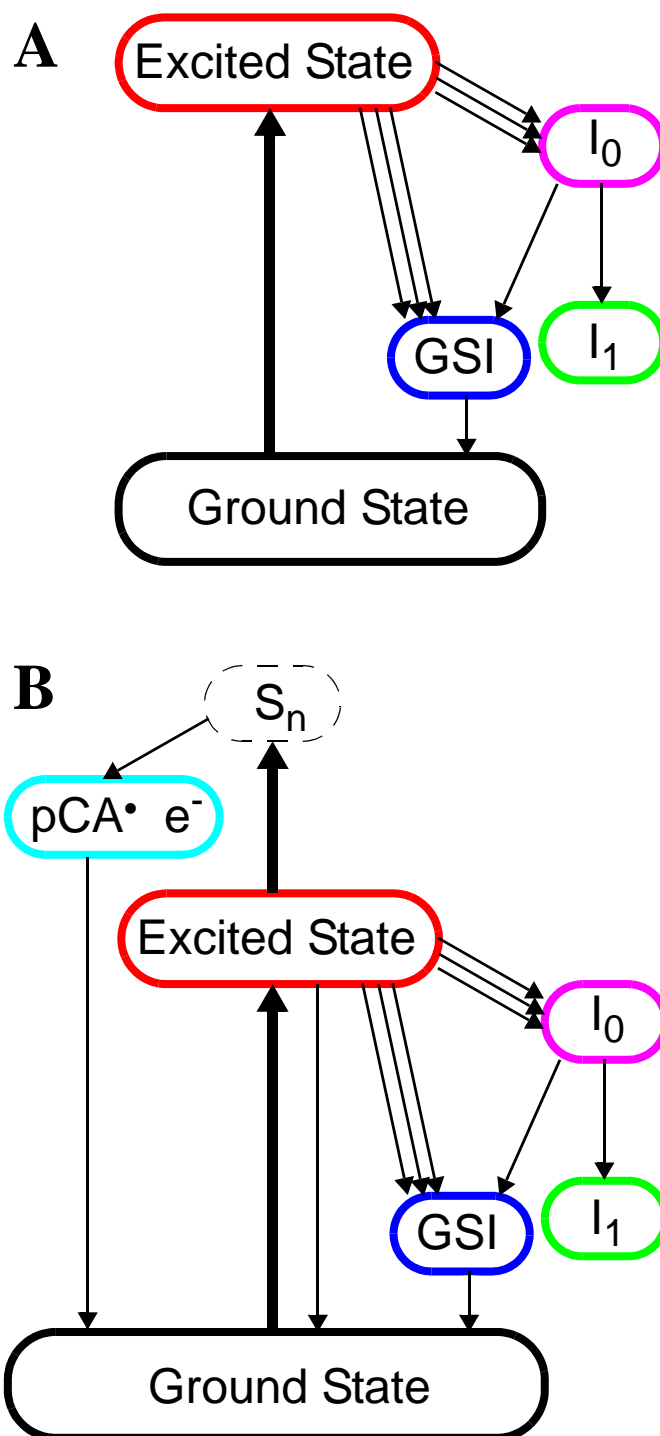 A
Excited State
I₀
GSI
I₁
Ground State
B
Sₙ
pCA• e⁻
Excited State
I₀
GSI
I₁
Ground State